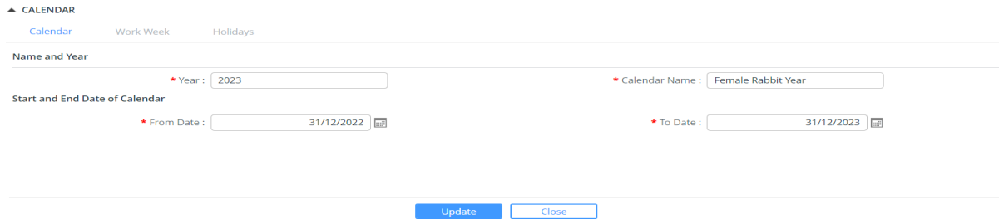 CALENDAR
Calendar Work Week Holidays
Name and Year
* Year : 2023 * Calendar Name : Female Rabbit Year
Start and End Date of Calendar
* From Date : 31/12/2022 * To Date : 31/12/2023
Update Close